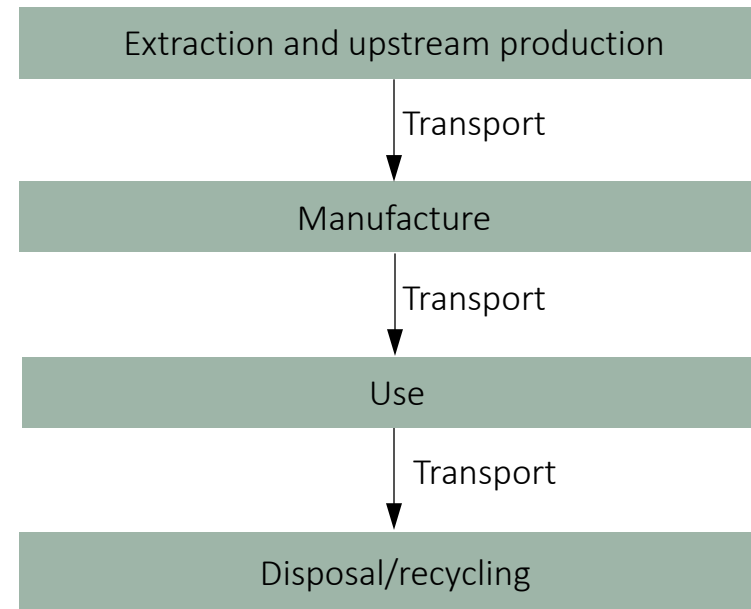 Extraction and upstream production
Transport
Manufacture
Transport
Use
Transport
Disposal/recycling